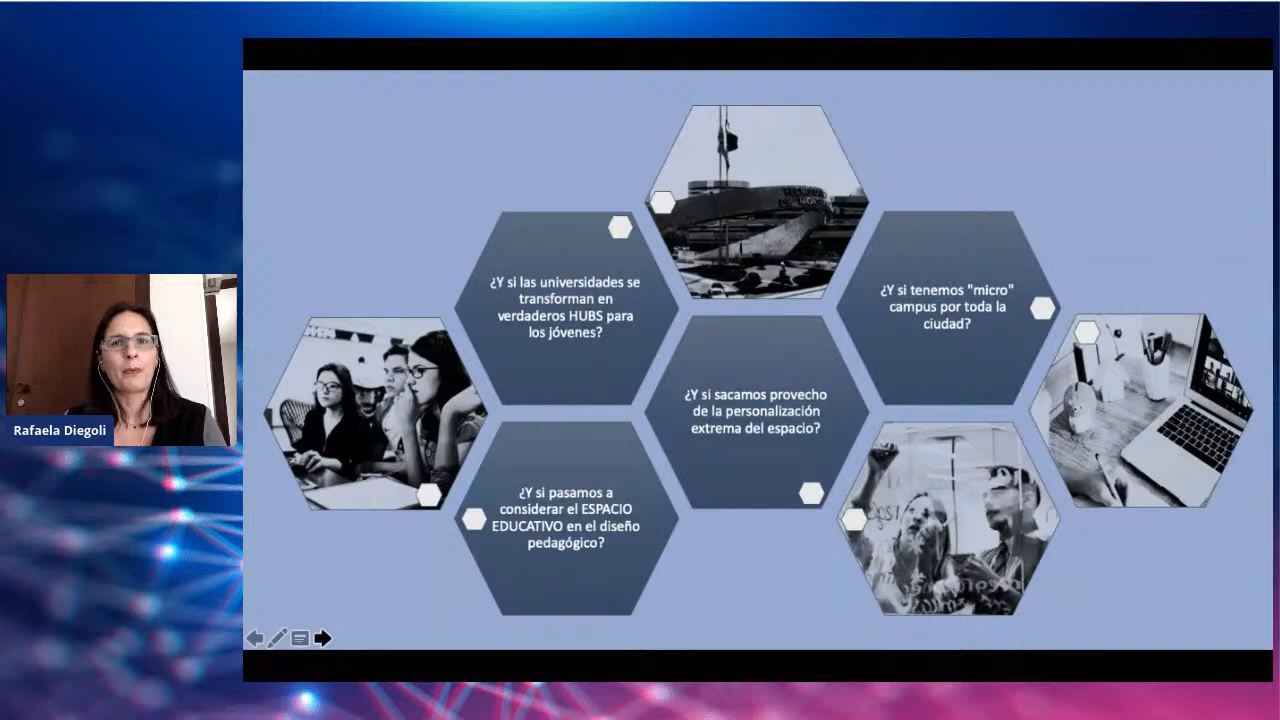 ¿Y si las universidades se
transforman en
verdaderos HUBS para
los jóvenes?
¿Y si tenemos "micro"
campus por toda la
ciudad?
¿Y si sacamos provecho
de la personalización
extrema del espacio?
Rafaela Diegoli
¿Y si pasamos a
considerar el ESPACIO
EDUCATIVO en el diseño
pedagógico?